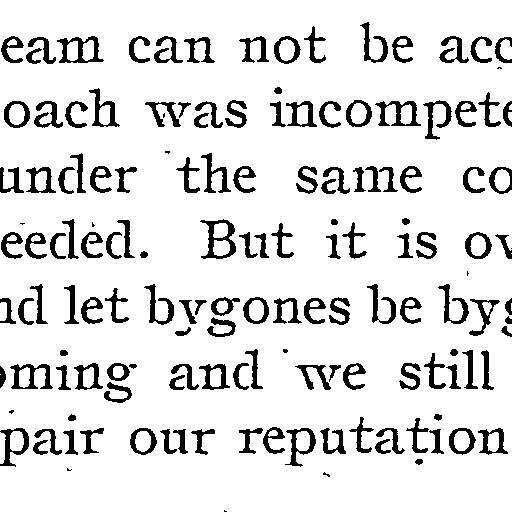 eam can not be acc
oach was incompete
under the same co
eeded. But it is ov
nd let bygones be byg
oming and we still
pair our reputation